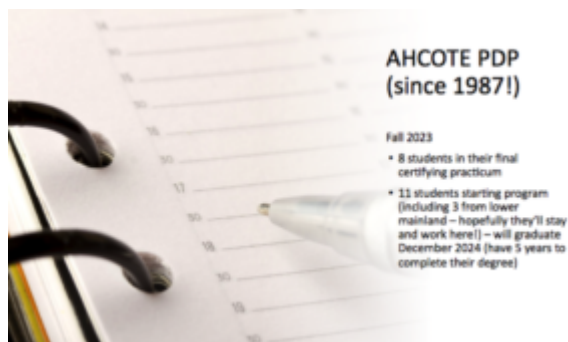 AHCOTE PDP
(since 1987!)
Fall 2023
• 8 students in their final
certifying practicum
• 11 students starting program
(including 3 from lower
mainland – hopefully they'll stay
and work here!) – will graduate
December 2024 (have 5 years to
complete their degree)